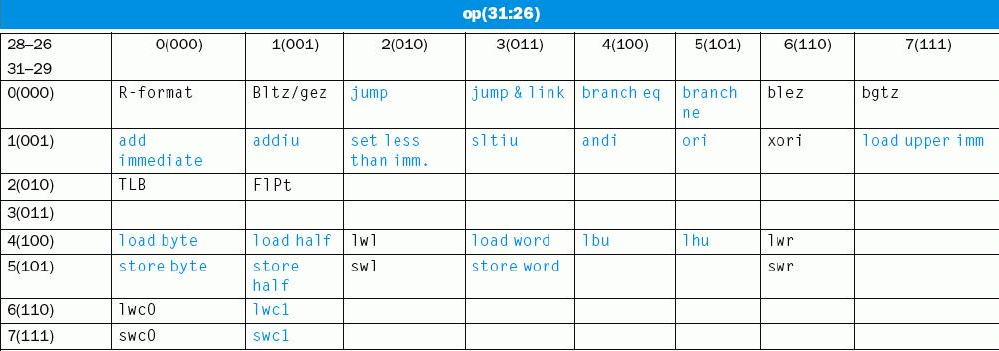 op(31:26)
28–26 0(000) 1(001) 2(010) 3(011) 4(100) 5(101) 6(110) 7(111)
31–29
0(000) R-format Bltz/gez jump jump & link branch eq branch ne blez bgtz
1(001) add immediate addiu set less than imm. sltiu andi ori xori load upper imm
2(010) TLB FlPt
3(011)
4(100) load byte load half lwl load word lbu lhu lwr
5(101) store byte store half swl store word swr
6(110) lwc0 lwc1
7(111) swc0 swc1